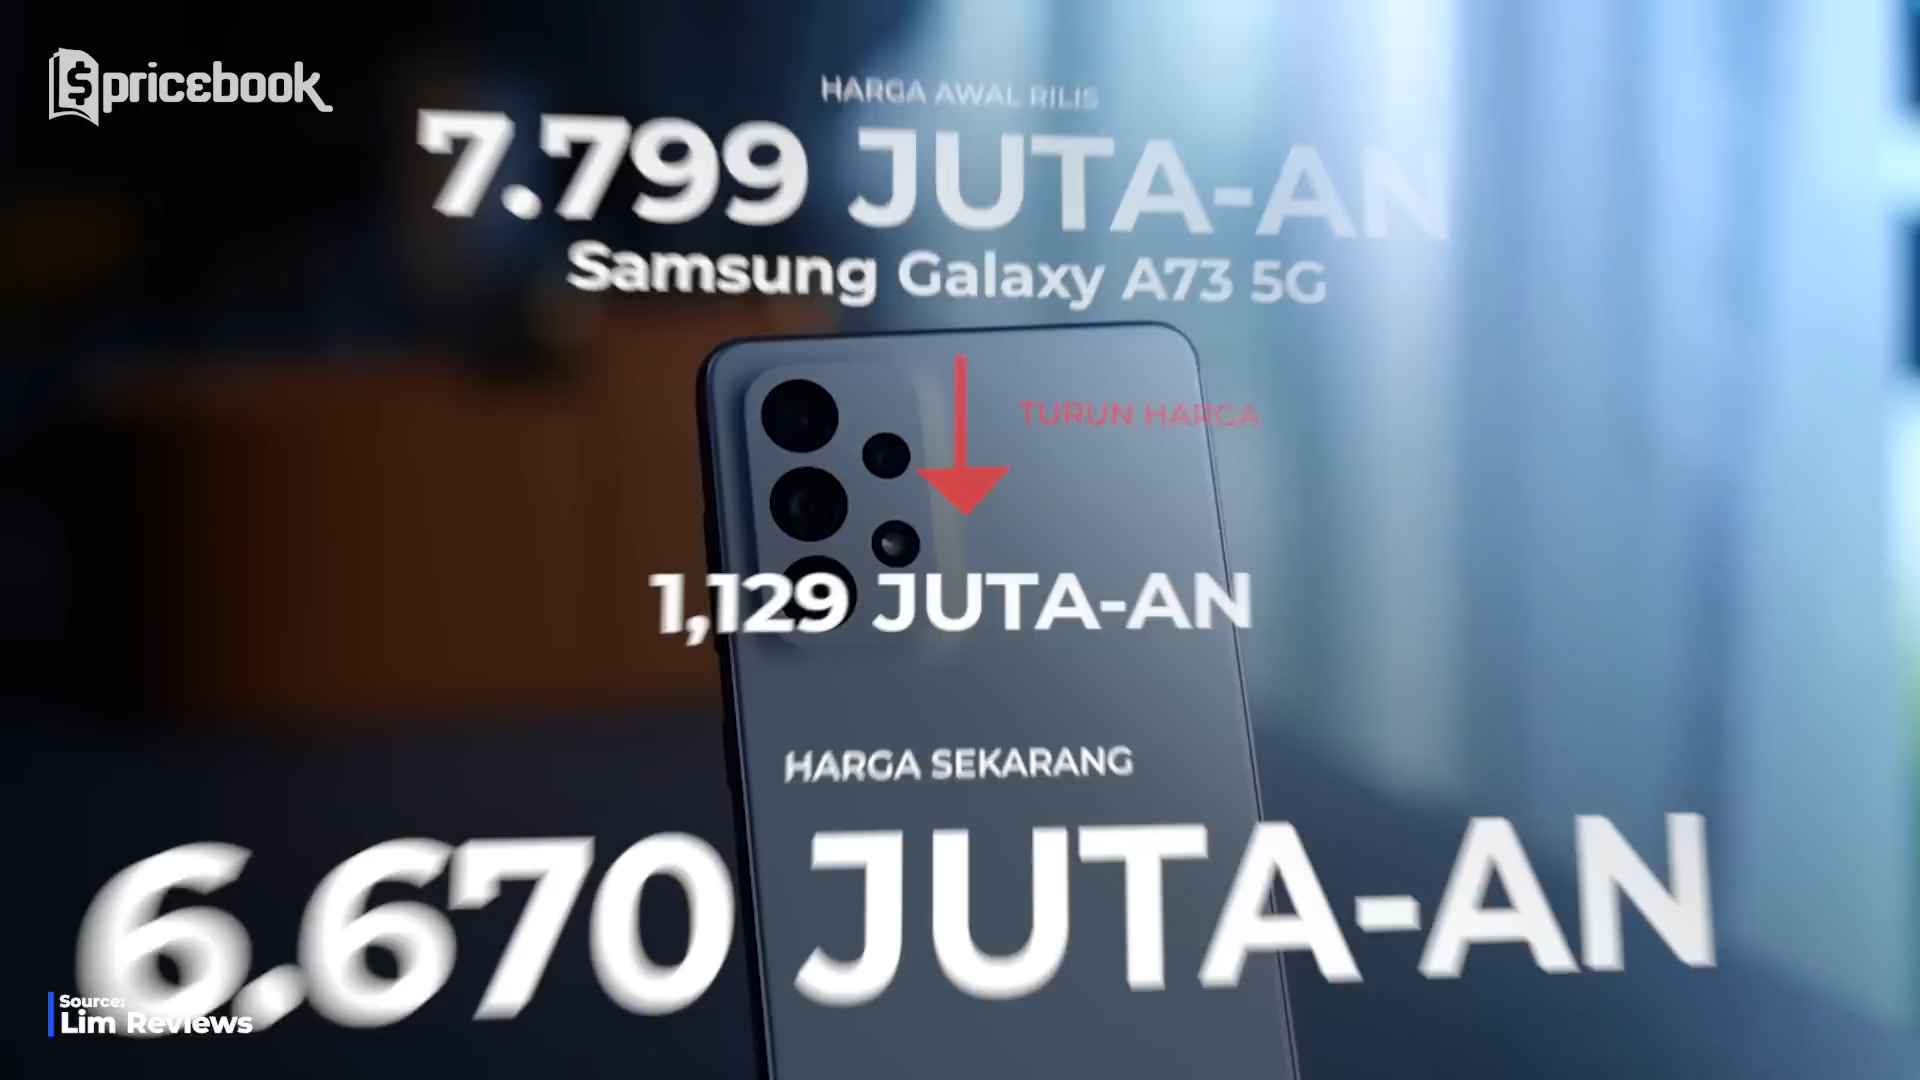 pricebook
HARGA AWAL RILIS
7.799 JUTA-AN
Samsung Galaxy A73 5G
TURUN HARGA
1,129 JUTA-AN
HARGA SEKARANG
6.670 JUTA-AN
Source:
Lim Reviews